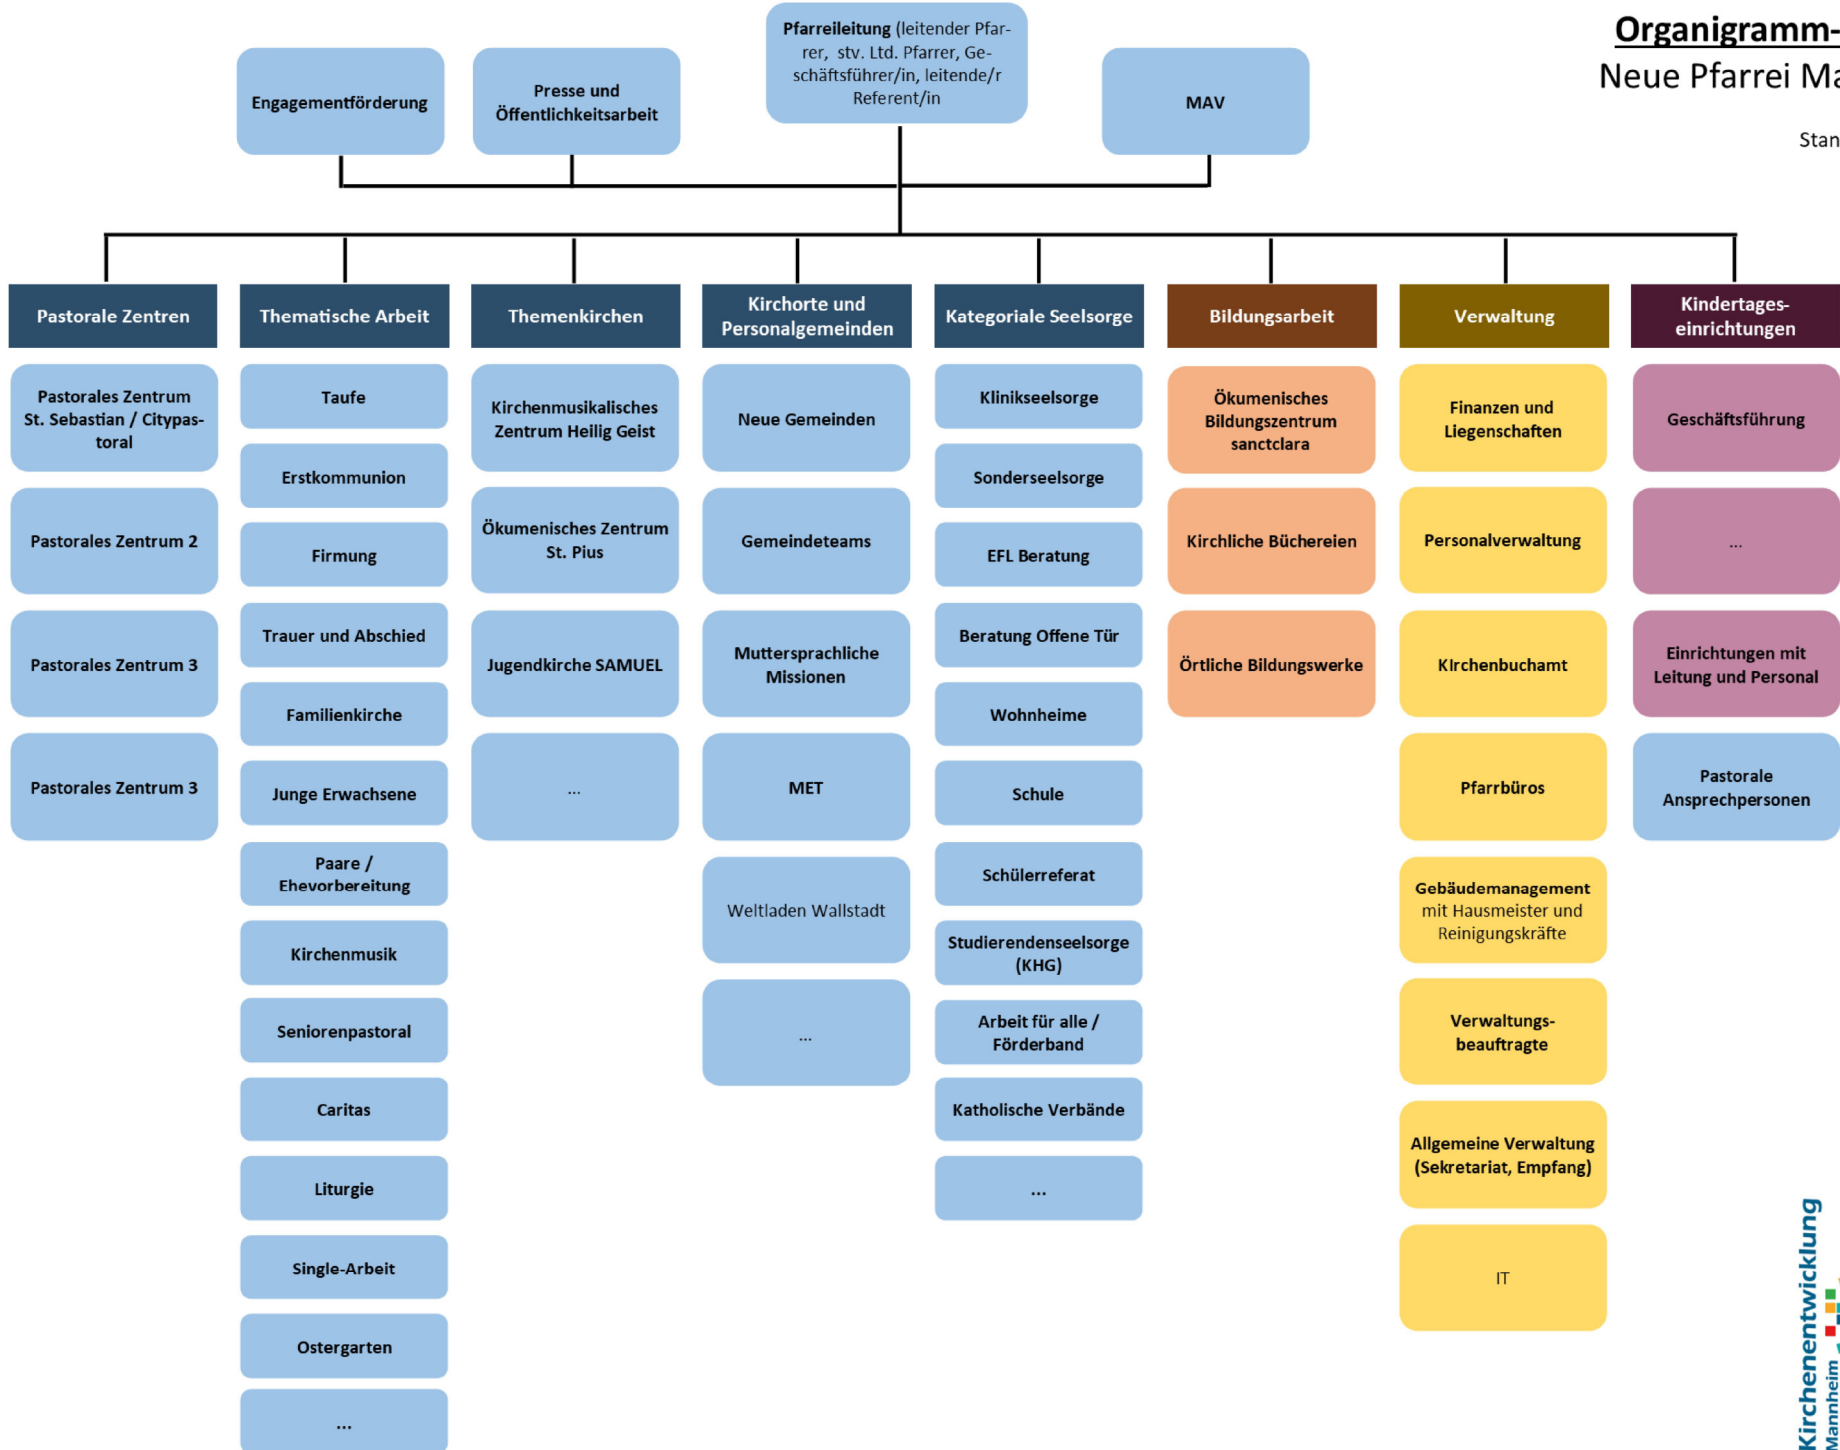 Organigramm-
Neue Pfarrei Ma
Stan
Pfarreileitung (leitender Pfar-
rer, stv. Ltd. Pfarrer, Ge-
schäftsführer/in, leitende/r
Referent/in
Engagementförderung
Presse und
Öffentlichkeitsarbeit
MAV
Pastorale Zentren
Pastorales Zentrum
St. Sebastian / Citypas-
toral
Pastorales Zentrum 2
Pastorales Zentrum 3
Pastorales Zentrum 3
Thematische Arbeit
Taufe
Erstkommunion
Firmung
Trauer und Abschied
Familienkirche
Junge Erwachsene
Paare /
Ehevorbereitung
Kirchenmusik
Seniorenpastoral
Caritas
Liturgie
Single-Arbeit
Ostergarten
...
Themenkirchen
Kirchenmusikalisches
Zentrum Heilig Geist
Ökumenisches Zentrum
St. Pius
Jugendkirche SAMUEL
...
Kirchorte und
Personalgemeinden
Neue Gemeinden
Gemeindeteams
Muttersprachliche
Missionen
MET
Weltladen Wallstadt
...
Kategoriale Seelsorge
Klinikseelsorge
Sonderseelsorge
EFL Beratung
Beratung Offene Tür
Wohnheime
Schule
Schülerreferat
Studierendenseelsorge
(KHG)
Arbeit für alle /
Förderband
Katholische Verbände
...
Bildungsarbeit
Ökumenisches
Bildungszentrum
sanctclara
Kirchliche Büchereien
Örtliche Bildungswerke
Verwaltung
Finanzen und
Liegenschaften
Personalverwaltung
KIrchenbuchamt
Pfarrbüros
Gebäudemanagement
mit Hausmeister und
Reinigungskräfte
Verwaltungs-
beauftragte
Allgemeine Verwaltung
(Sekretariat, Empfang)
IT
Kindertages-
einrichtungen
Geschäftsführung
...
Einrichtungen mit
Leitung und Personal
Pastorale
Ansprechpersonen
Kirchenentwicklung
Mannheim